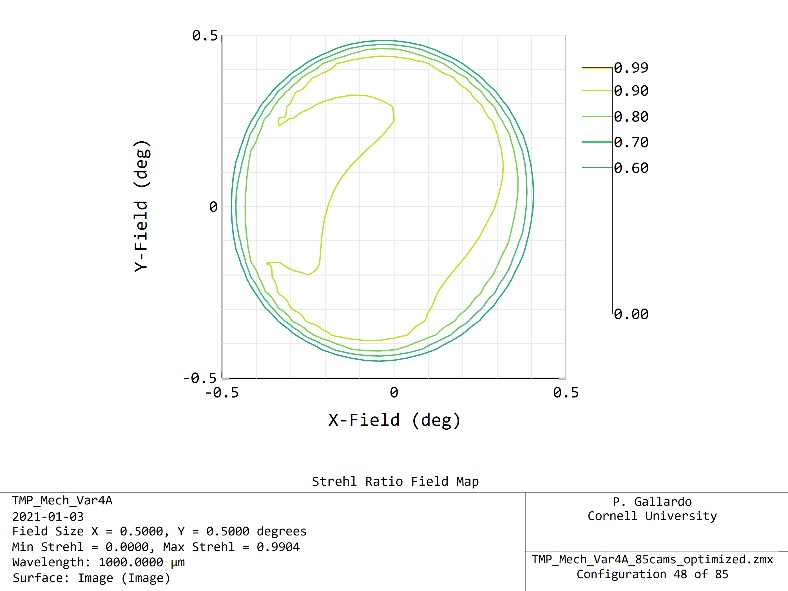 0.5
0
-0.5
-0.5
0
0.5
Y-Field (deg)
X-Field (deg)
0.99
0.90
0.80
0.70
0.60
0.00
Strehl Ratio Field Map
TMP_Mech_Var4A
2021-01-03
Field Size X = 0.5000, Y = 0.5000 degrees
Min Strehl = 0.0000, Max Strehl = 0.9904
Wavelength: 1000.0000 µm
Surface: Image (Image)
P. Gallardo
Cornell University
TMP_Mech_Var4A_85cams_optimized.zmx
Configuration 48 of 85